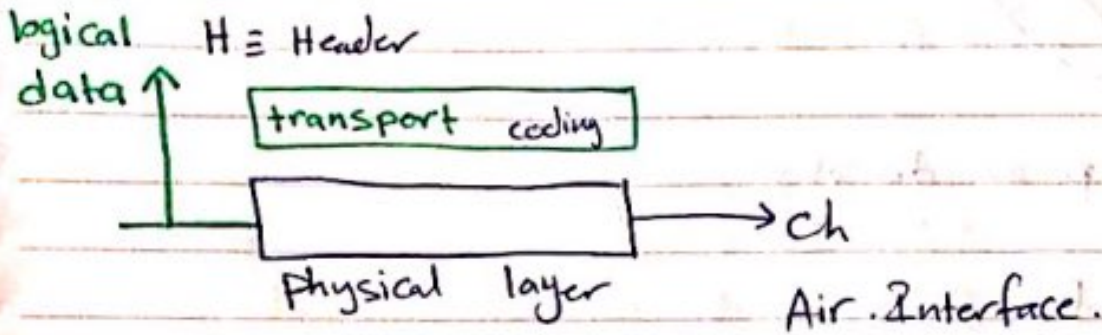 logical H ≡ Header
data
transport coding
ch
physical layer
Air. Interface.